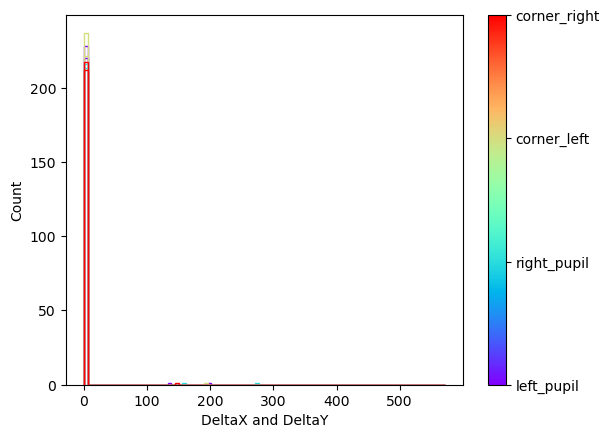 Count
200
150
100
50
0
0 100 200 300 400 500
DeltaX and DeltaY
corner_right
corner_left
right_pupil
left_pupil